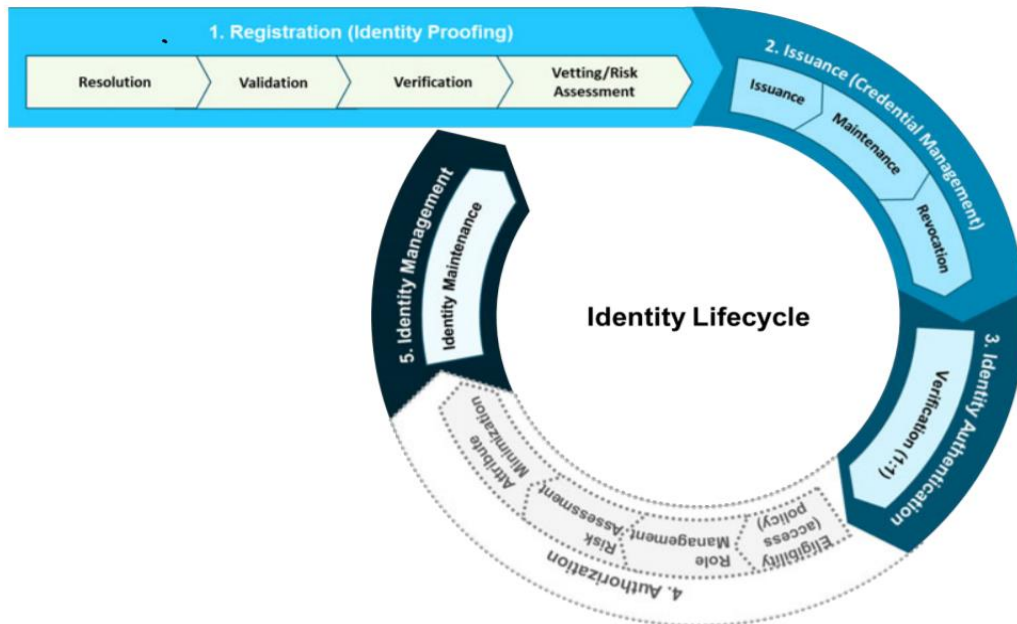 1. Registration (Identity Proofing)
Resolution
Validation
Verification
Vetting/Risk
Assessment
2. Issuance (Credential Management)
Issuance
Maintenance
Revocation
3. Identity Authentication
Verification (1:1)
4. Authorization
Eligibility
(access
policy)
Role
Management
Risk
Assessment
Attribute
Minimization
5. Identity Management
Identity Maintenance
Identity Lifecycle